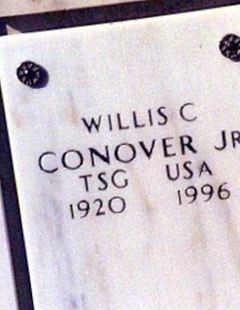 WILLIS C
CONOVER JR
TSG USA
1920 1996